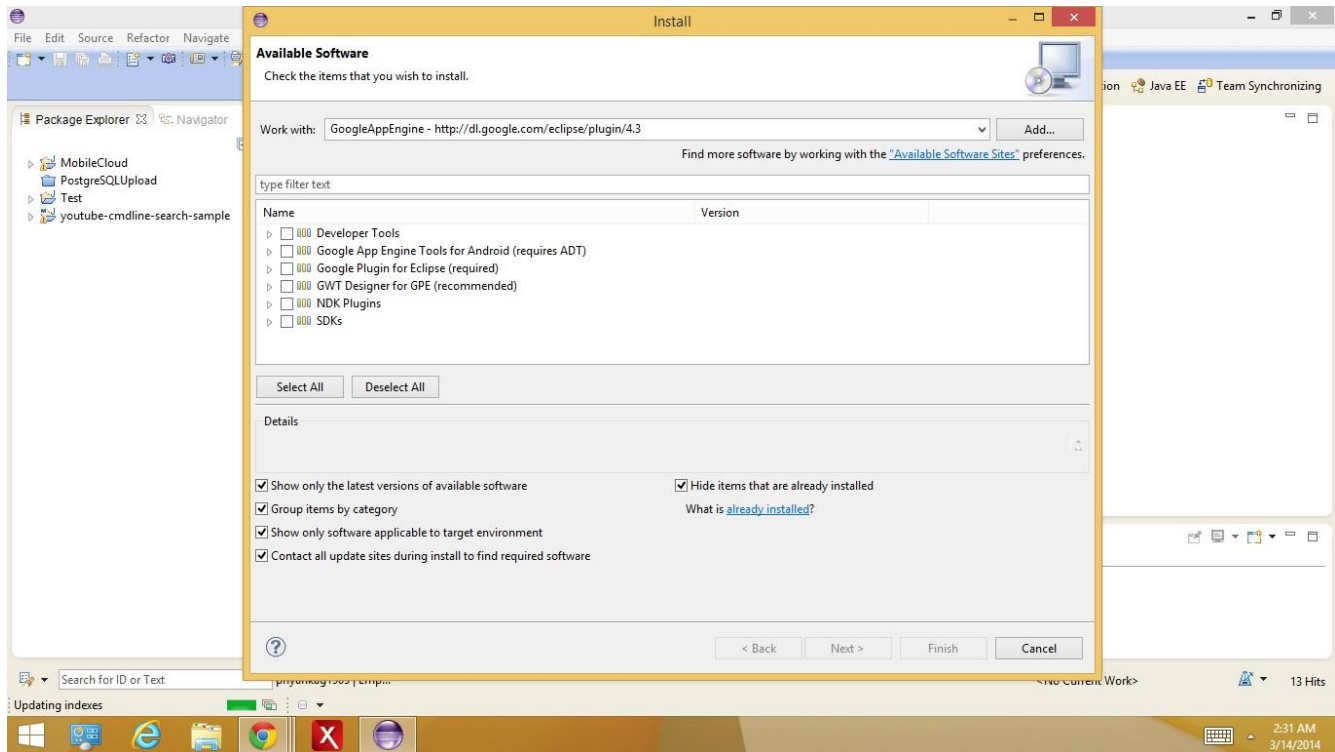 Install
File Edit Source Refactor Navigate
Available Software
Check the items that you wish to install.
Java EE Team Synchronizing
Package Explorer Navigator
MobileCloud
PostgreSQLUpload
Test
youtube-cmdline-search-sample
Work with: GoogleAppEngine - http://dl.google.com/eclipse/plugin/4.3 Add...
Find more software by working with the "Available Software Sites" preferences.
type filter text
Name Version
Developer Tools
Google App Engine Tools for Android (requires ADT)
Google Plugin for Eclipse (required)
GWT Designer for GPE (recommended)
NDK Plugins
SDKs
Select All Deselect All
Details
Show only the latest versions of available software Hide items that are already installed
Group items by category What is already installed?
Show only software applicable to target environment
Contact all update sites during install to find required software
< Back Next > Finish Cancel
Search for ID or Text Work> 13 Hits
Updating indexes
2:31 AM
3/14/2014